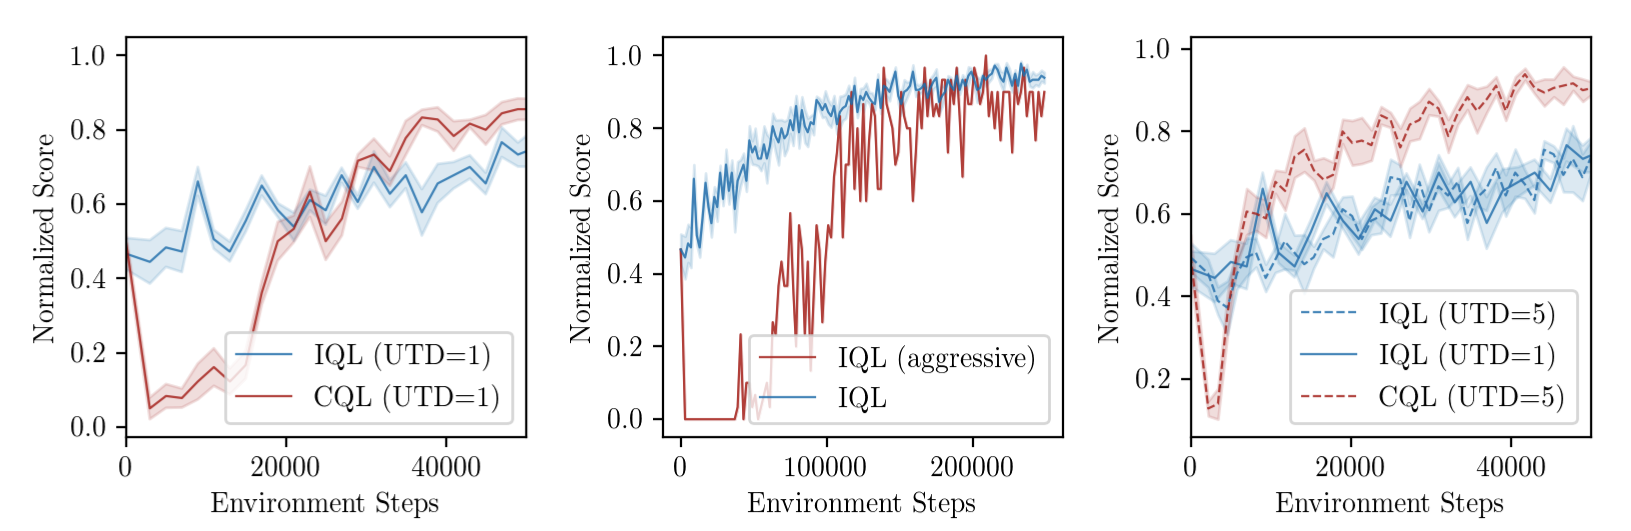 Normalized Score
1.0
0.8
0.6
0.4
0.2
0.0
IQL (UTD=1)
CQL (UTD=1)
0 20000 40000
Environment Steps
Normalized Score
1.0
0.8
0.6
0.4
0.2
0.0
IQL (aggressive)
IQL
0 100000 200000
Environment Steps
Normalized Score
1.0
0.8
0.6
0.4
0.2
IQL (UTD=5)
IQL (UTD=1)
CQL (UTD=5)
0 20000 40000
Environment Steps